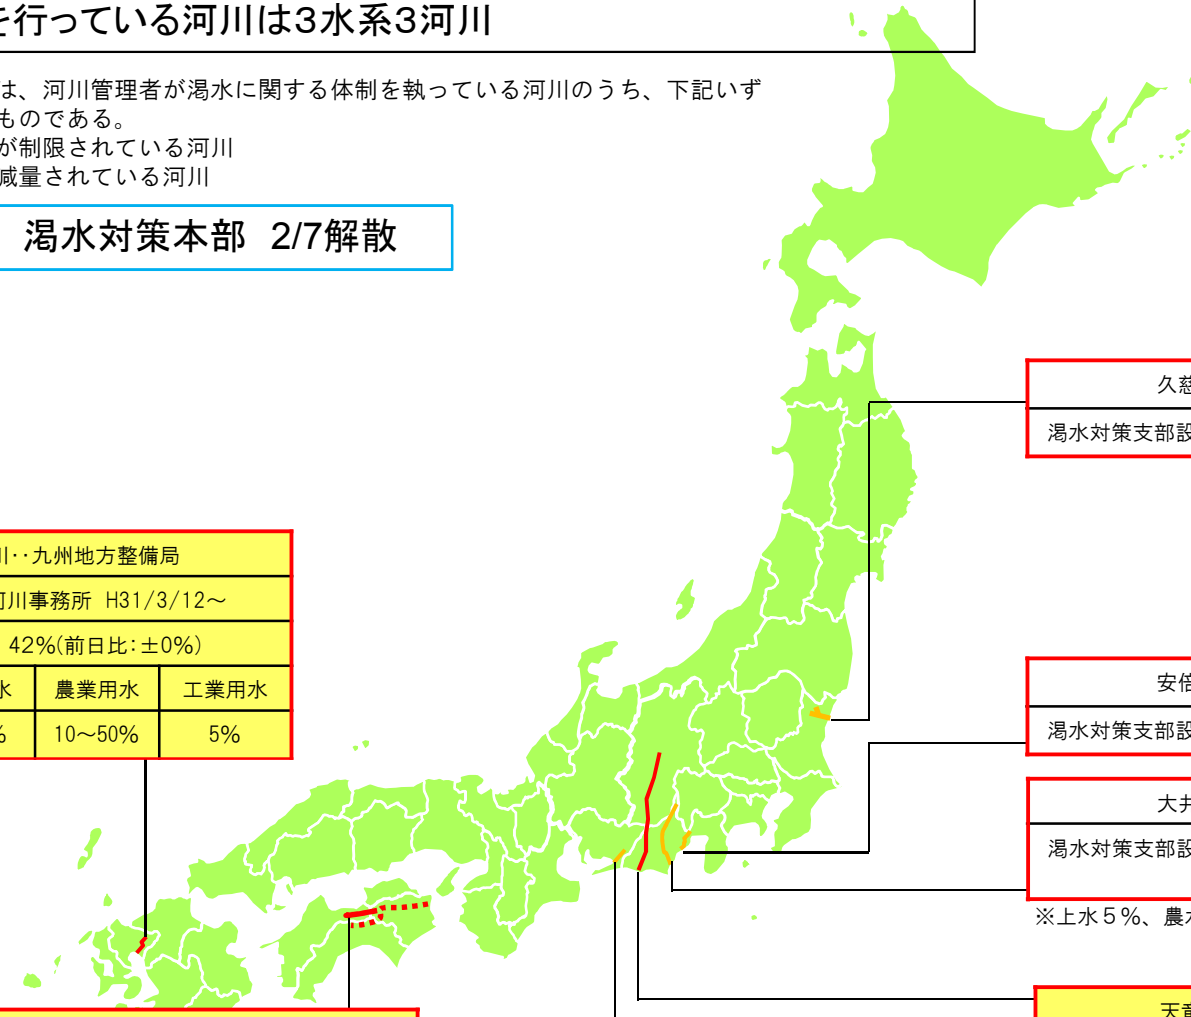 を行っている河川は３水系３河川
は、河川管理者が渇水に関する体制を執っている河川のうち、下記いず
ものである。
が制限されている河川
減量されている河川
渇水対策本部 2/7解散
久慈
渇水対策支部設
川‥九州地方整備局
河川事務所 H31/3/12～
42%(前日比：±0%)
水 農業用水 工業用水
% 10～50% 5%
安倍
渇水対策支部設
大井
渇水対策支部設
※上水５％、農水
天竜